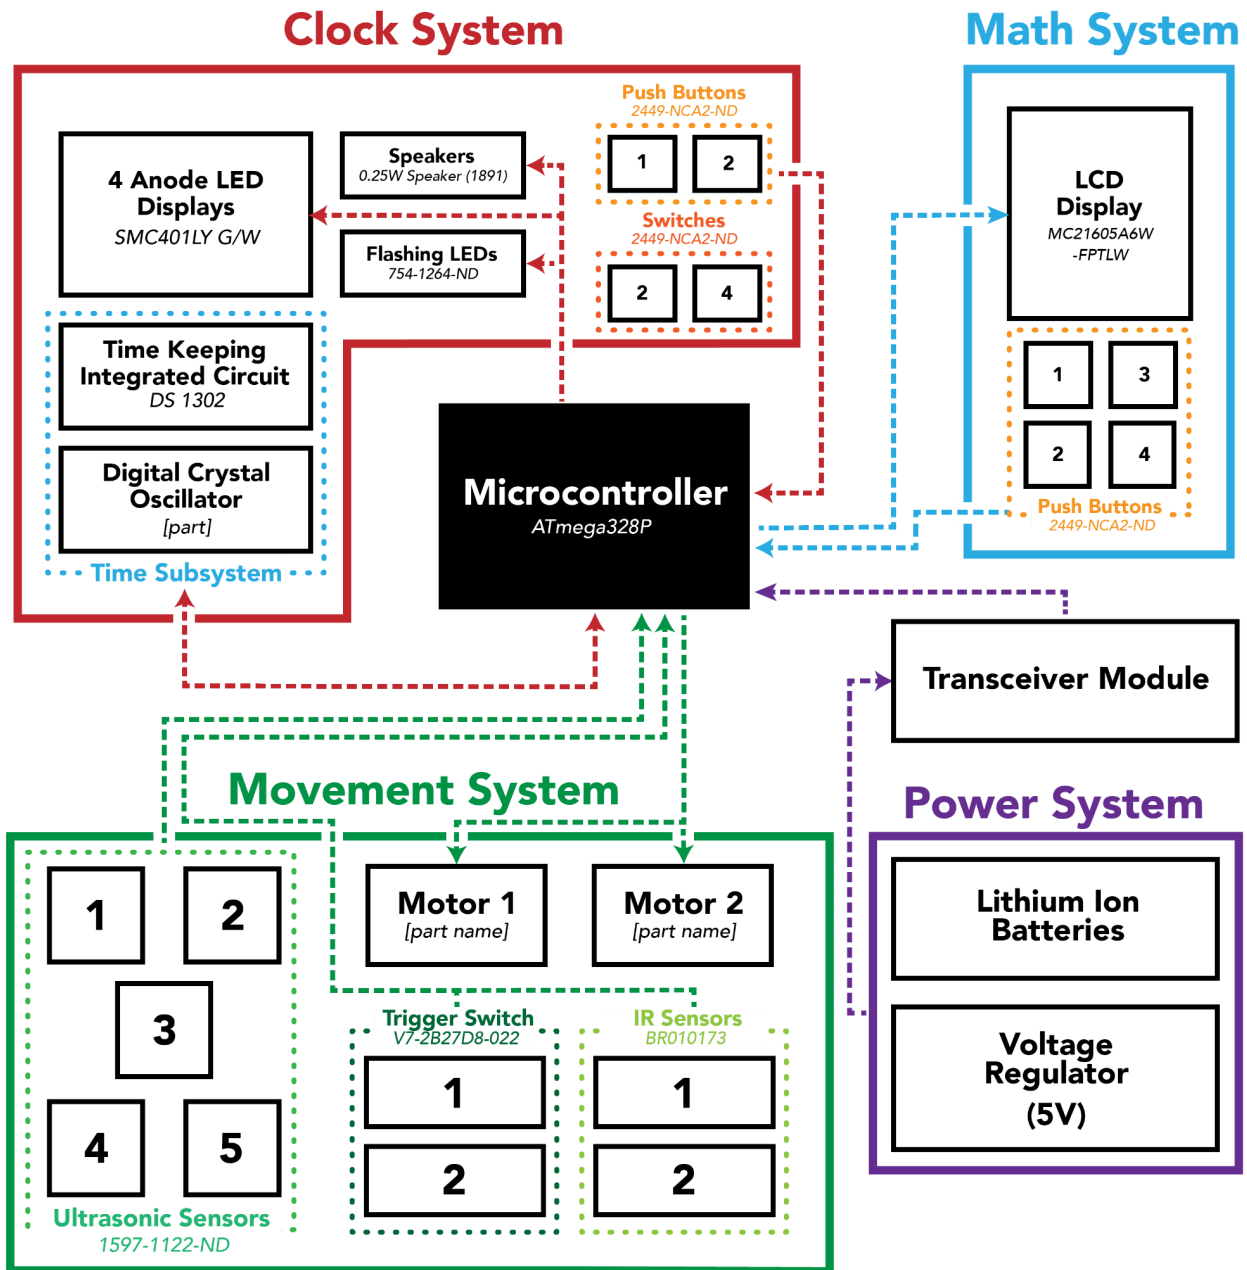 Clock System
Math System
Push Buttons
2449-NCA2-ND
1
2
Speakers
0.25W Speaker (1891)
4 Anode LED
Displays
SMC401LY G/W
Switches
2449-NCA2-ND
2
4
Flashing LEDs
754-1264-ND
LCD
Display
MC21605A6W
-FPTLW
Time Keeping
Integrated Circuit
DS 1302
1
3
2
4
Push Buttons
2449-NCA2-ND
Digital Crystal
Oscillator
[part]
Time Subsystem
Microcontroller
ATmega328P
Transceiver Module
Movement System
Power System
1
2
3
4
5
Ultrasonic Sensors
1597-1122-ND
Motor 1
[part name]
Motor 2
[part name]
Trigger Switch
V7-2B27D8-022
1
2
IR Sensors
BR010173
1
2
Lithium Ion
Batteries
Voltage
Regulator
(5V)